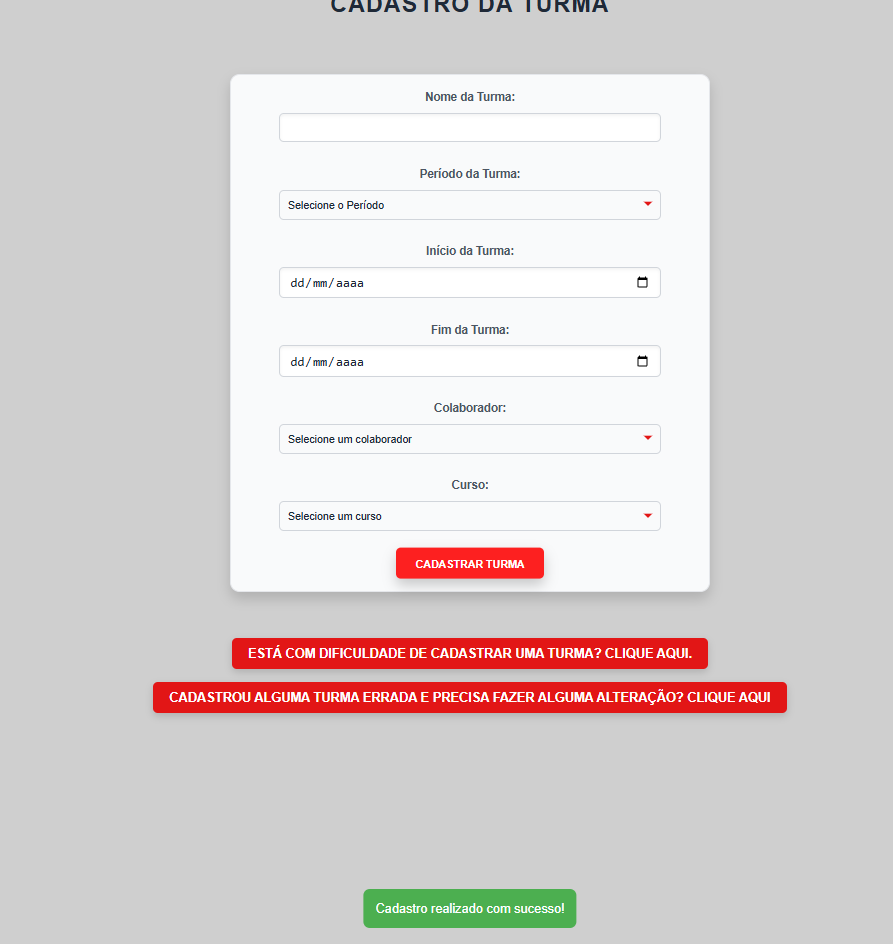 CADASTRO DA TURMA
Nome da Turma:
Período da Turma:
Selecione o Período
Início da Turma:
dd/mm/aaaa
Fim da Turma:
dd/mm/aaaa
Colaborador:
Selecione um colaborador
Curso:
Selecione um curso
CADASTRAR TURMA
ESTÁ COM DIFICULDADE DE CADASTRAR UMA TURMA? CLIQUE AQUI.
CADASTROU ALGUMA TURMA ERRADA E PRECISA FAZER ALGUMA ALTERAÇÃO? CLIQUE AQUI
Cadastro realizado com sucesso!